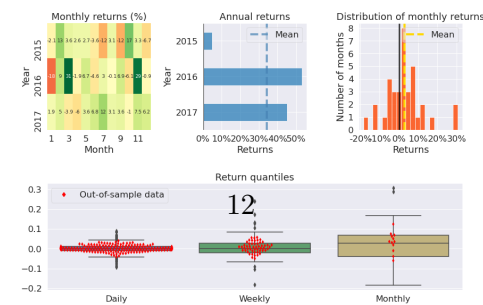 Monthly returns (%)
Annual returns
Distribution of monthly returns
Year
2015
2016
2017
1 3 5 7 9 11
Month
Mean
Year
2015
2016
2017
0% 10% 20% 30% 40% 50%
Returns
Mean
Number of months
8
7
6
5
4
3
2
1
0
-20% -10% 0% 10% 20% 30%
Returns
Return quantiles
Out-of-sample data
12
0.3
0.2
0.1
0.0
−0.1
−0.2
Daily Weekly Monthly